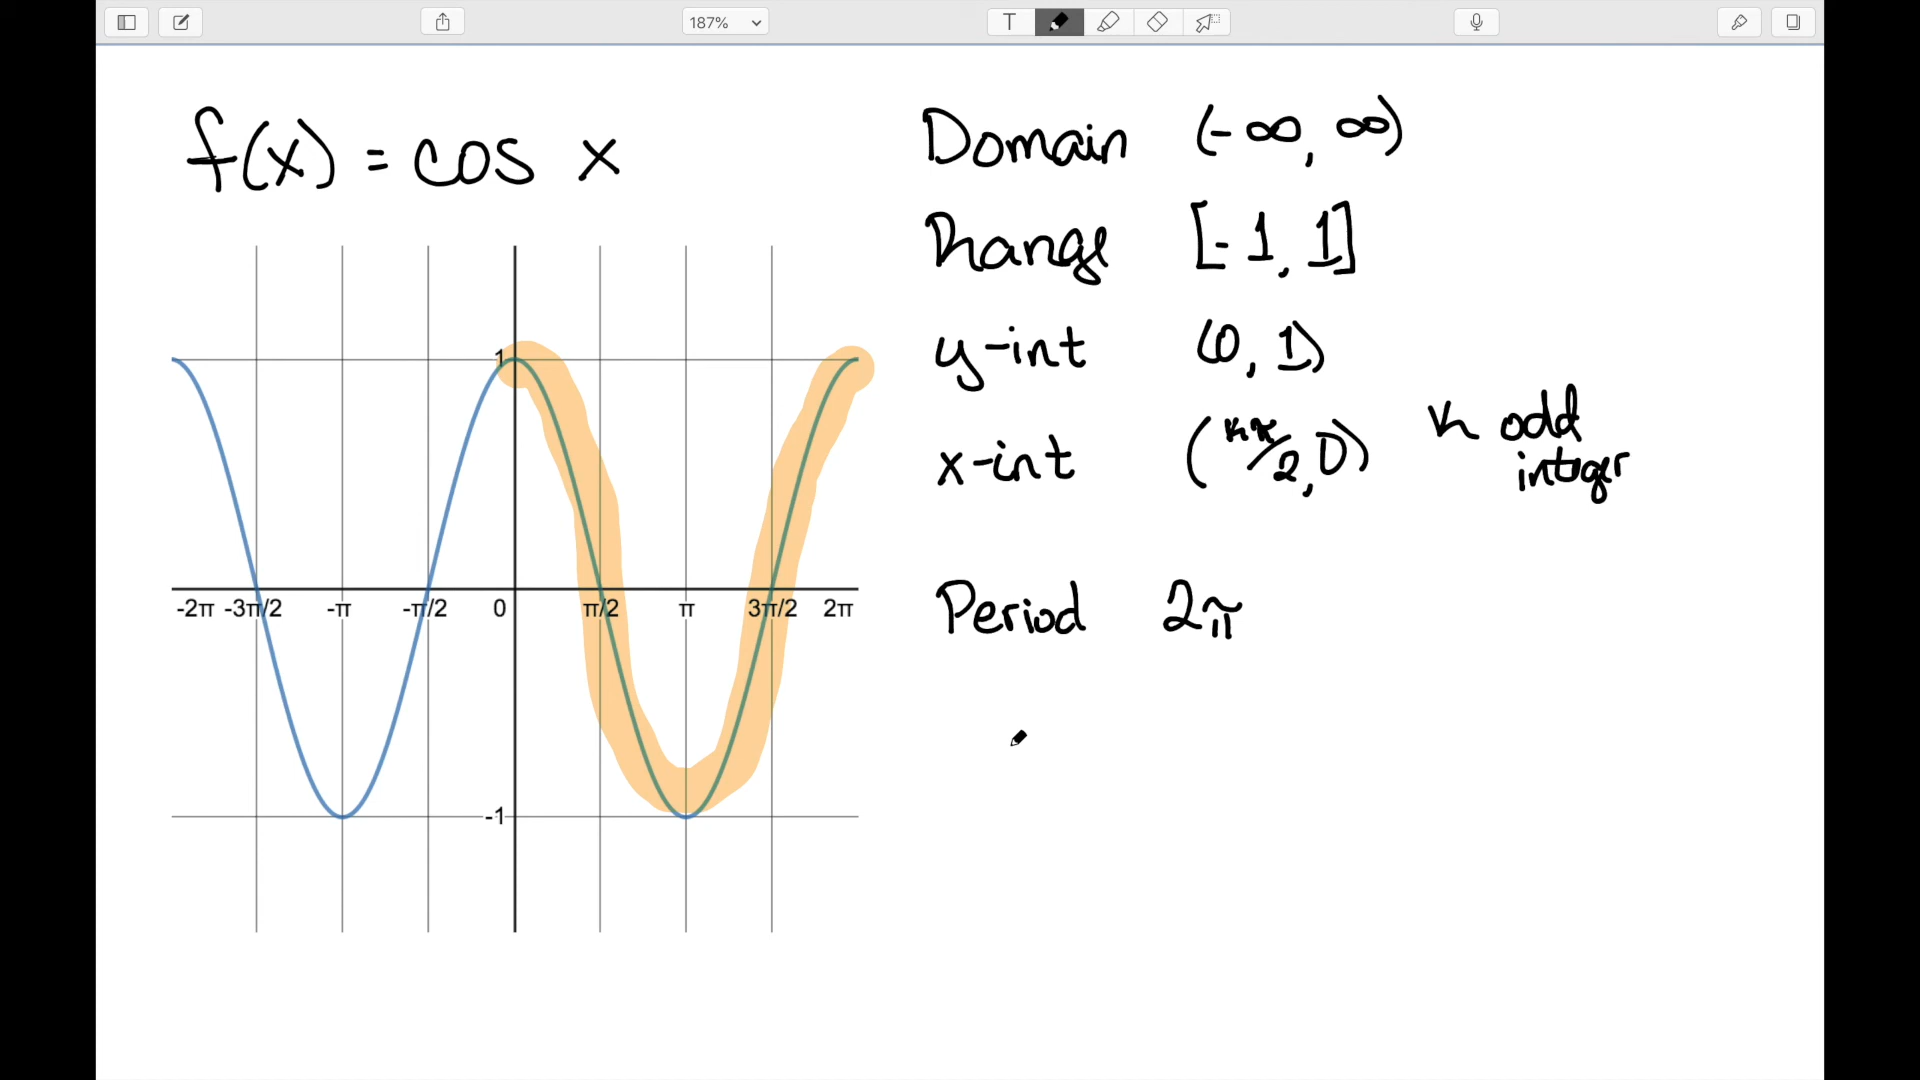 187%
T
f(x) = cos x
Domain (-∞, ∞)
Range [-1, 1]
y-int (0, 1)
x-int (kπ/2, 0) k odd
integer
Period 2π
1
-2π -3π/2 -π -π/2 0 π/2 π 3π/2 2π
-1